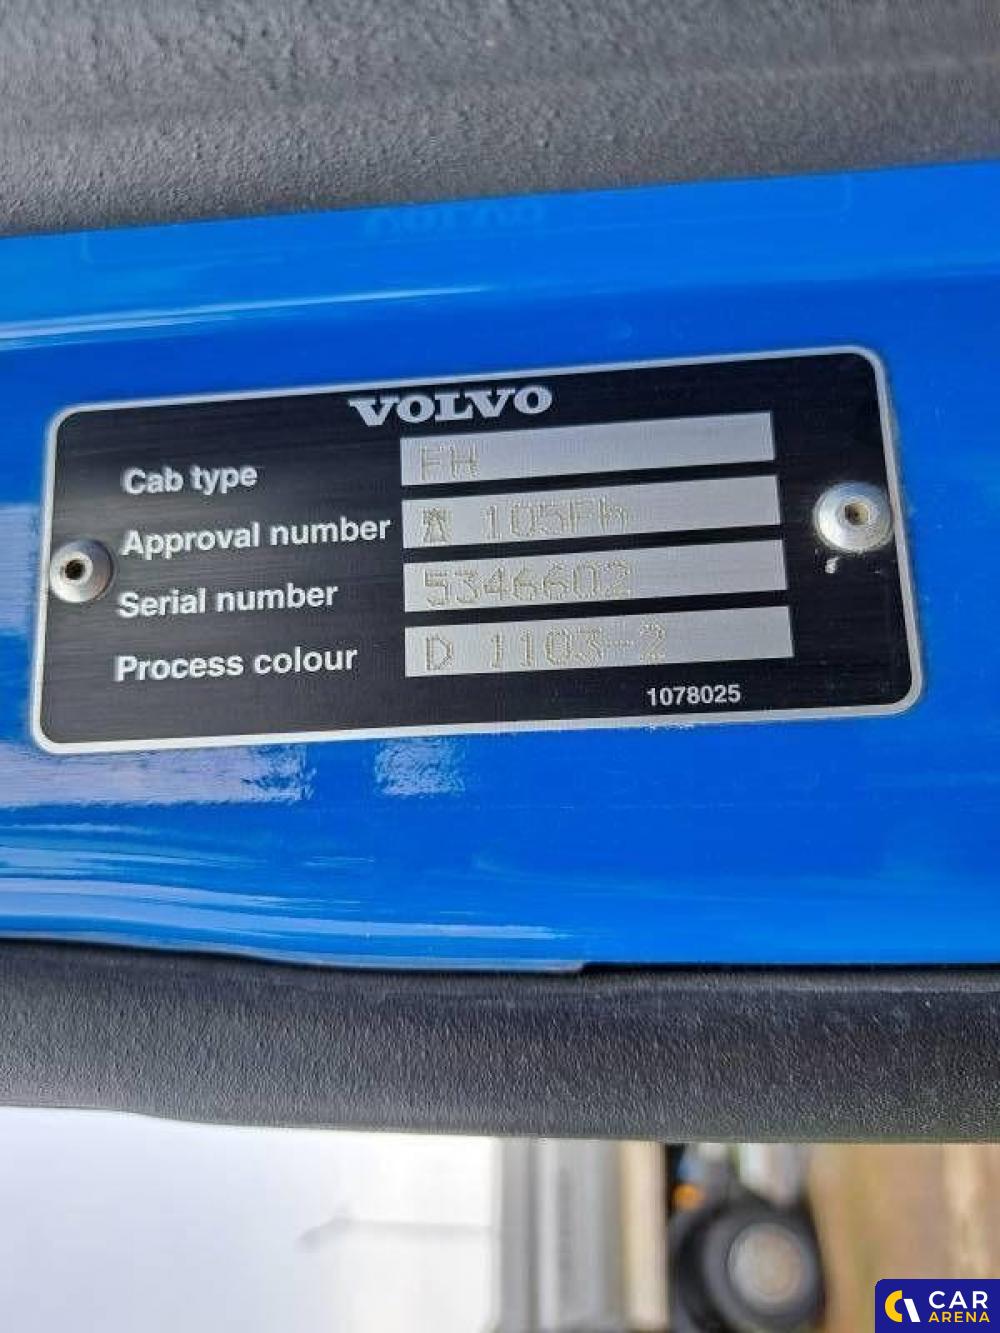 VOLVO
Cab type FH
Approval number 105Fh
Serial number 5346602
Process colour D 1103-2
1078025
CAR
ARENA